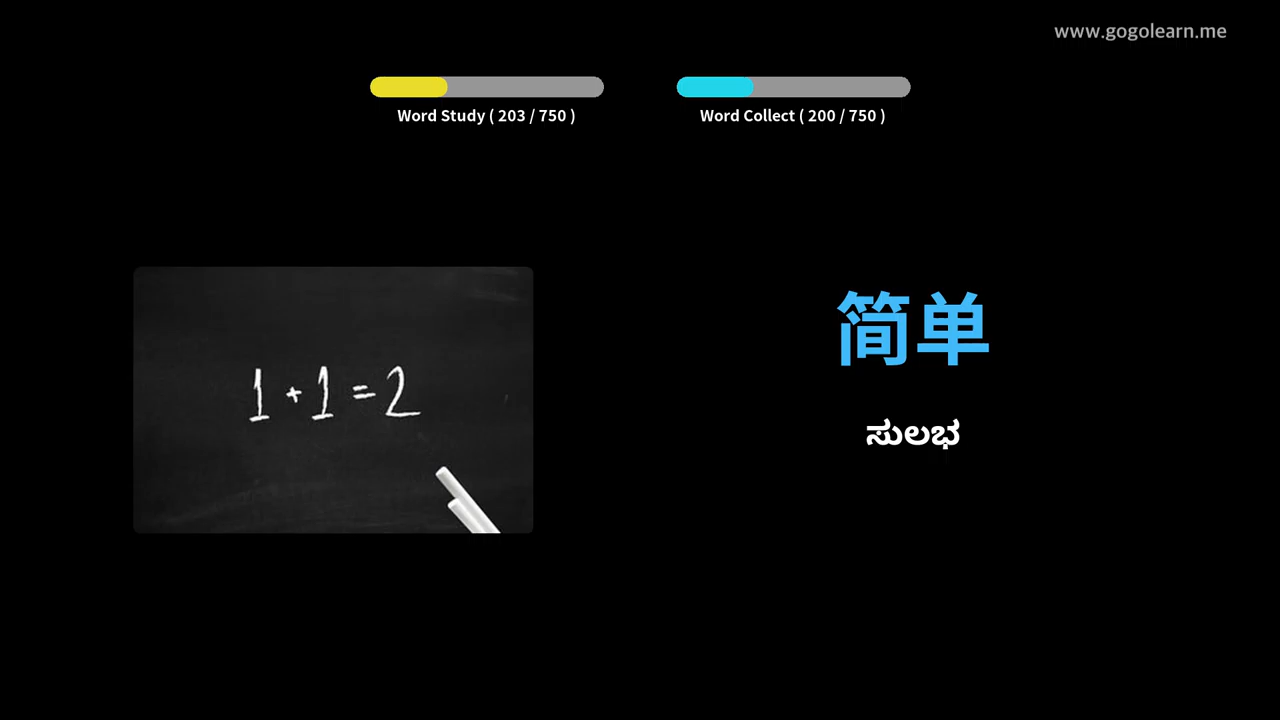 www.gogolearn.me
Word Study ( 203 / 750 )
Word Collect ( 200 / 750 )
1 + 1 = 2
简单
ಸುಲಭ